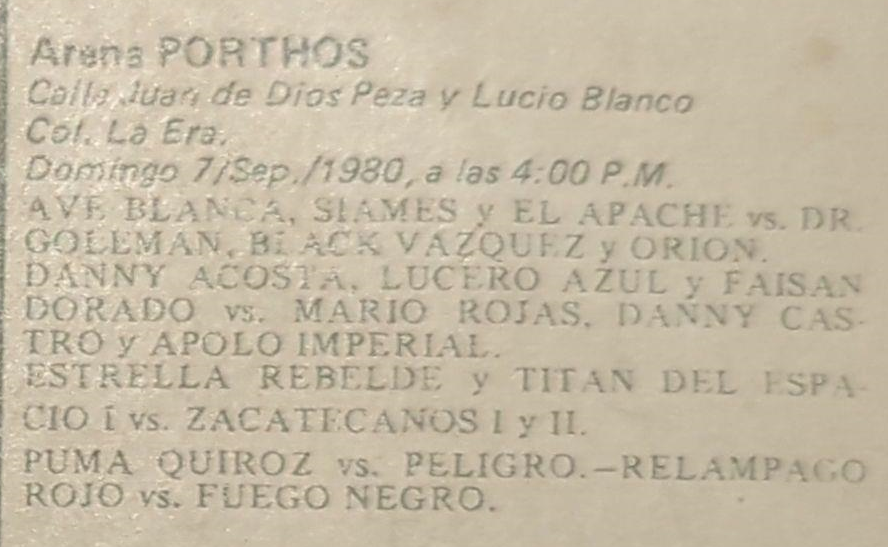 Arena PORTHOS
Calle Juan de Dios Peza y Lucio Blanco
Col. La Era.
Domingo 7/Sep./1980, a las 4:00 P.M.
AVE BLANCA, SIAMES y EL APACHE vs. DR.
GOLEMAN, BLACK VAZQUEZ y ORION.
DANNY ACOSTA, LUCERO AZUL y FAISAN
DORADO vs. MARIO ROJAS, DANNY CAS-
TRO y APOLO IMPERIAL.
ESTRELLA REBELDE y TITAN DEL ESPA-
CIO I vs. ZACATECANOS I y II.
PUMA QUIROZ vs. PELIGRO.—RELAMPAGO
ROJO vs. FUEGO NEGRO.